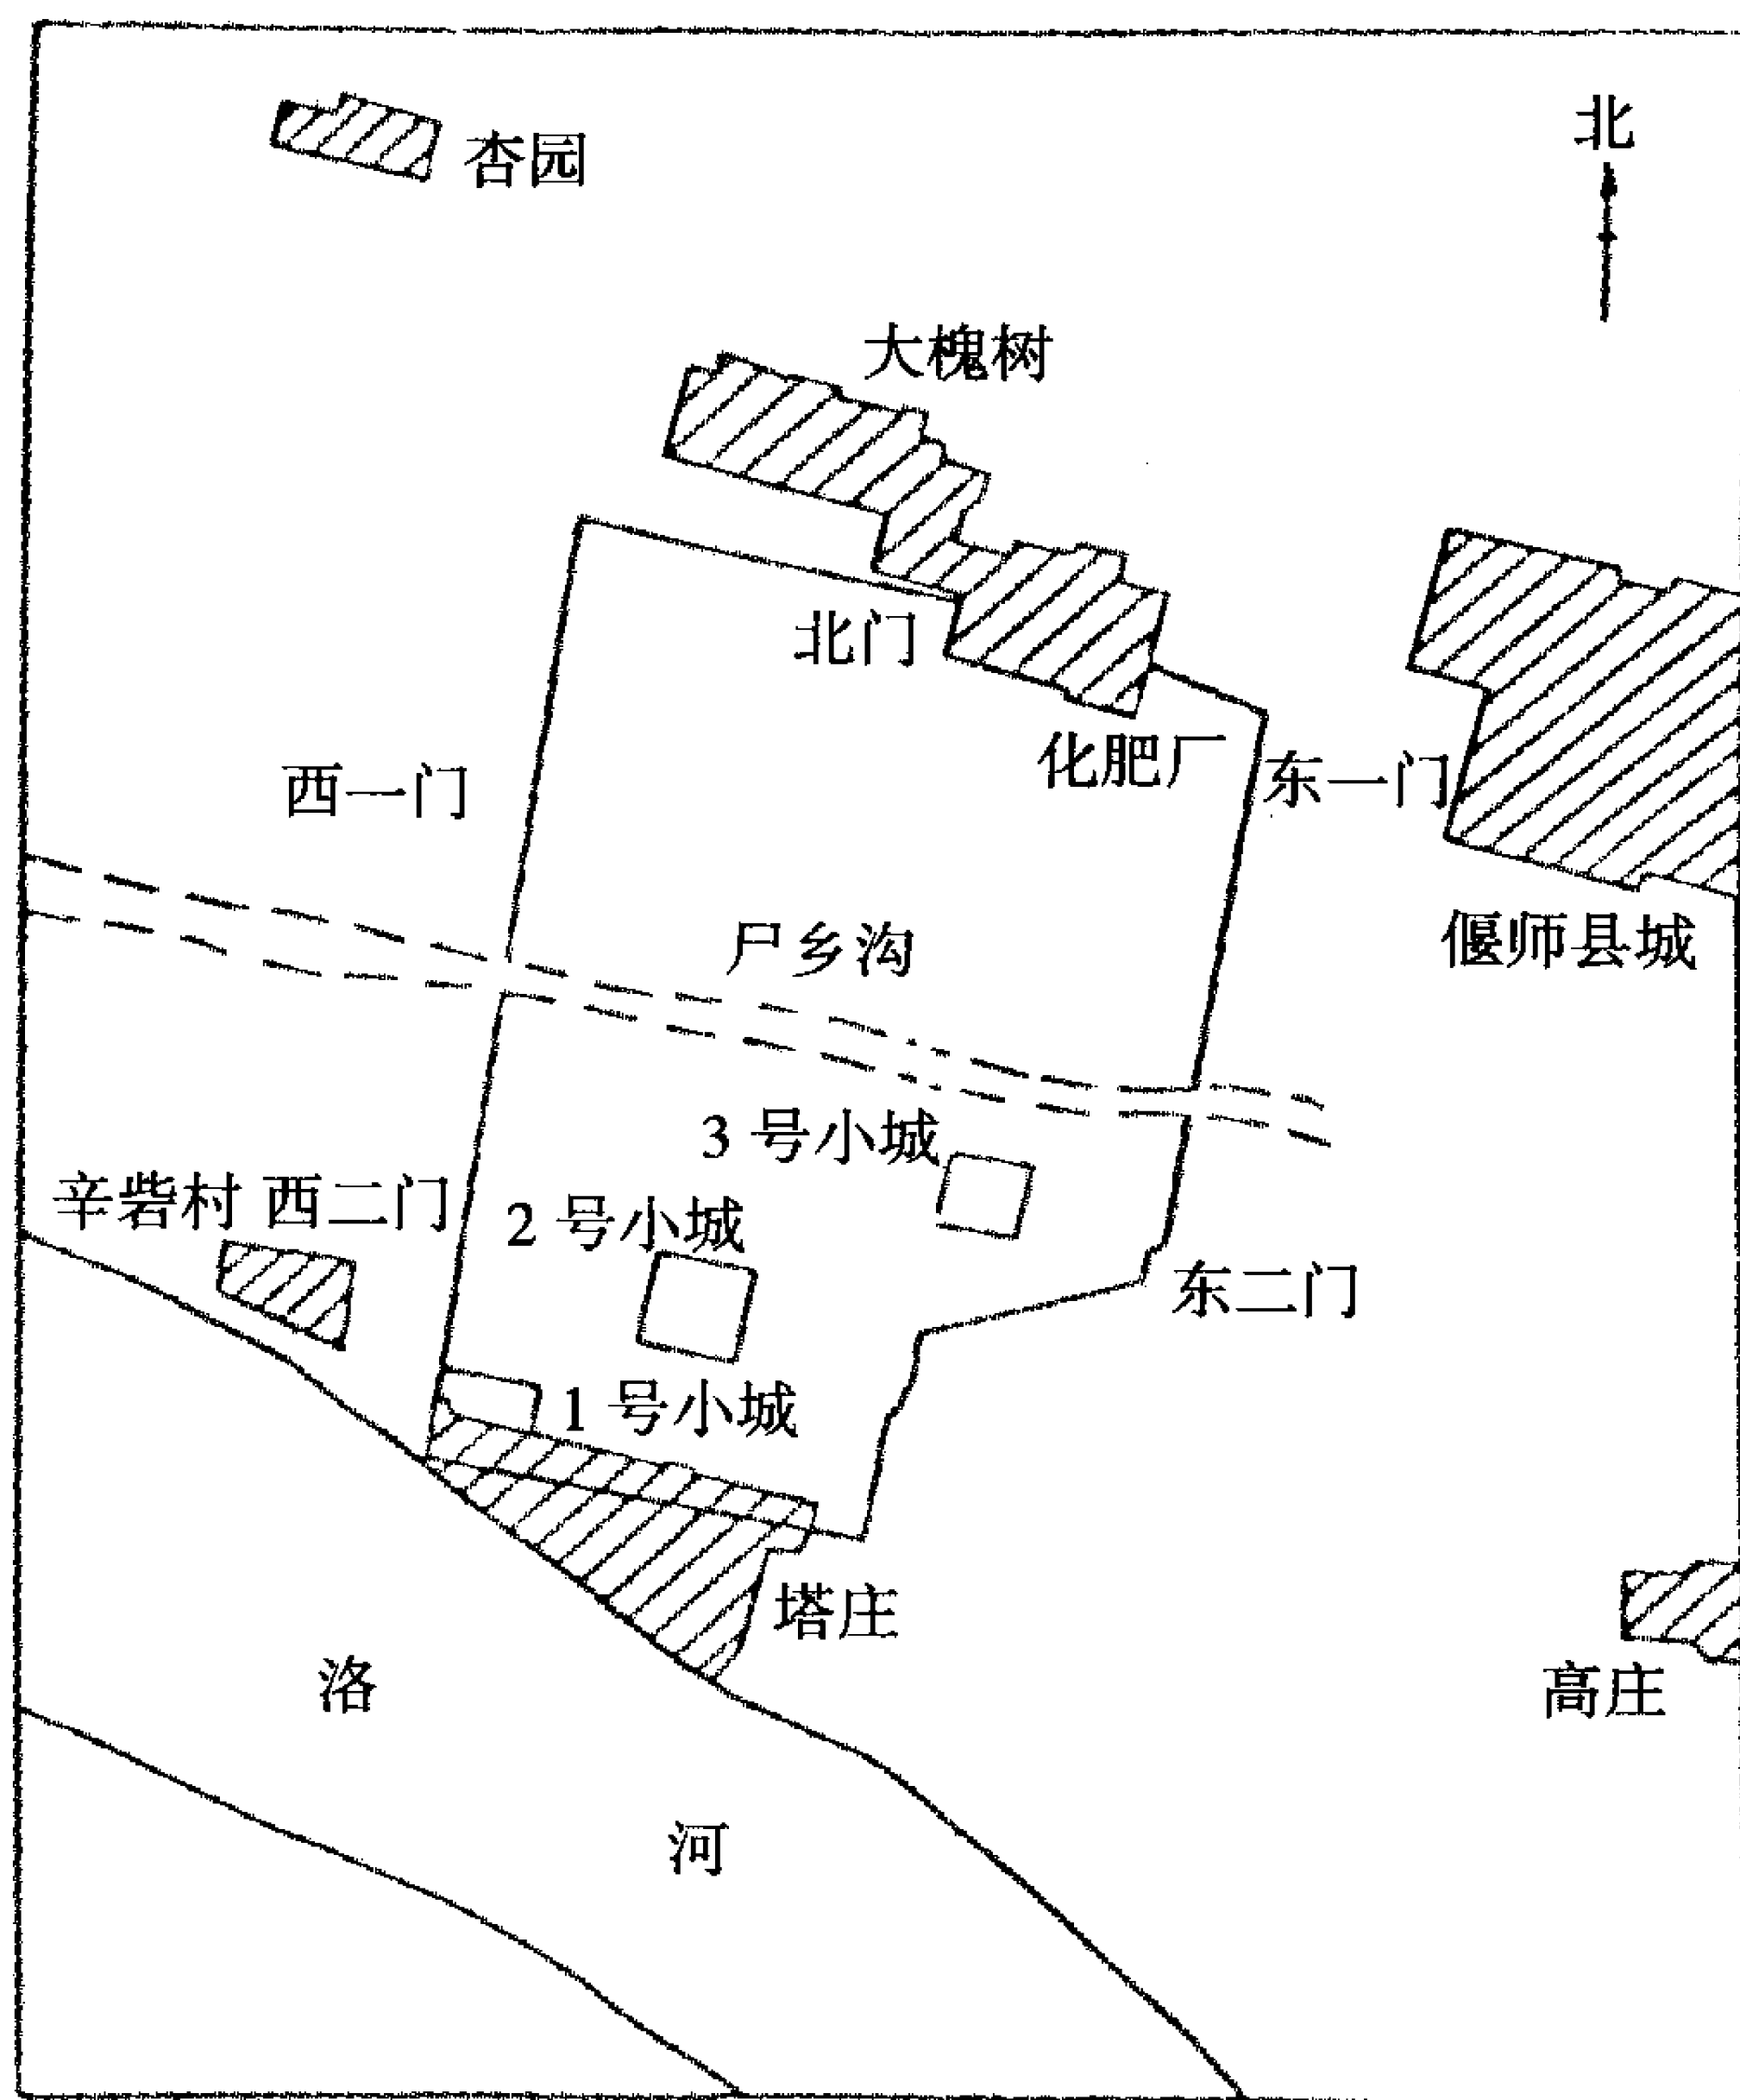 北
杏园
大槐树
北门
化肥厂
西一门
东一门
尸乡沟
偃师县城
3 号小城
辛砦村 西二门
2 号小城
东二门
1 号小城
塔庄
高庄
洛
河